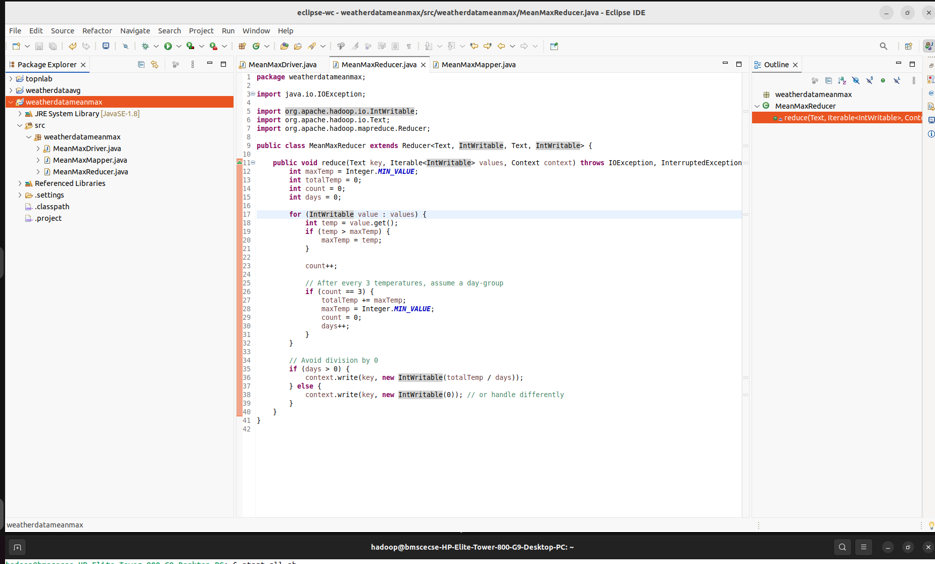 eclipse-wc - weatherdatameanmax/src/weatherdatameanmax/MeanMaxReducer.java - Eclipse IDE
File Edit Source Refactor Navigate Search Project Run Window Help
Package Explorer
topnlab
weatherdataavg
weatherdatameanmax
JRE System Library [JavaSE-1.8]
src
weatherdatameanmax
MeanMaxDriver.java
MeanMaxMapper.java
MeanMaxReducer.java
Referenced Libraries
.settings
.classpath
.project
MeanMaxDriver.java MeanMaxReducer.java MeanMaxMapper.java
1 package weatherdatameanmax;
2
3 import java.io.IOException;
4
5 import org.apache.hadoop.io.IntWritable;
6 import org.apache.hadoop.io.Text;
7 import org.apache.hadoop.mapreduce.Reducer;
8
9 public class MeanMaxReducer extends Reducer<Text, IntWritable, Text, IntWritable> {
10
11 public void reduce(Text key, Iterable<IntWritable> values, Context context) throws IOException, InterruptedException
12 int maxTemp = Integer.MIN_VALUE;
13 int totalTemp = 0;
14 int count = 0;
15 int days = 0;
16
17 for (IntWritable value : values) {
18 int temp = value.get();
19 if (temp > maxTemp) {
20 maxTemp = temp;
21 }
22
23 count++;
24
25 // After every 3 temperatures, assume a day-group
26 if (count == 3) {
27 totalTemp += maxTemp;
28 maxTemp = Integer.MIN_VALUE;
29 count = 0;
30 days++;
31 }
32 }
33
34 // Avoid division by 0
35 if (days > 0) {
36 context.write(key, new IntWritable(totalTemp / days));
37 } else {
38 context.write(key, new IntWritable(0)); // or handle differently
39 }
40 }
41 }
42
Outline
weatherdatameanmax
MeanMaxReducer
reduce(Text, Iterable<IntWritable>, Cont
weatherdatameanmax
hadoop@bmscecse-HP-Elite-Tower-800-G9-Desktop-PC: ~